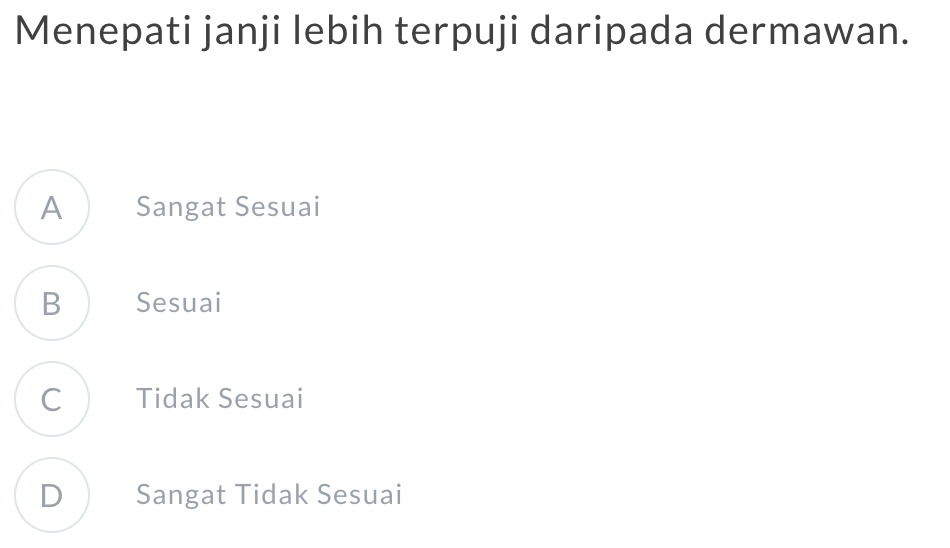 Menepati janji lebih terpuji daripada dermawan.
A Sangat Sesuai
B Sesuai
C Tidak Sesuai
D Sangat Tidak Sesuai